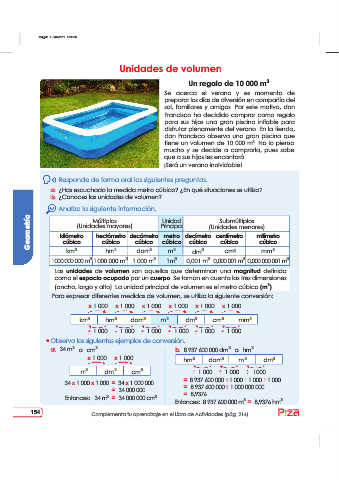 Unidades de volumen
Un regalo de 10 000 m³
Se acerca el verano y es momento de
preparar los días de diversión en compañía del
sol, familiares y amigos. Por este motivo, don
Francisco ha decidido comprar como regalo
para sus hijos una gran piscina inflable para
disfrutar plenamente del verano. En la tienda,
don Francisco observa una gran piscina que
tiene un volumen de 10 000 m³. No lo piensa
mucho y se decide a comprarla, pues sabe
que a sus hijos les encantará.
¡Será un verano inolvidable!
Responde de forma oral las siguientes preguntas.
a. ¿Has escuchado la medida metro cúbico? ¿En qué situaciones se utiliza?
b. ¿Conoces las unidades de volumen?
Analiza la siguiente información.
Geometría
Múltiplos Unidad Submúltiplos
(Unidades mayores) Principal (Unidades menores)
kilómetro hectómetro decámetro metro decímetro centímetro milímetro
cúbico cúbico cúbico cúbico cúbico cúbico cúbico
km³ hm³ dam³ m³ dm³ cm³ mm³
1 000 000 000 m³ 1 000 000 m³ 1 000 m³ 1m³ 0,001 m³ 0,000 001 m³ 0,000 000 001 m³
Las unidades de volumen son aquellas que determinan una magnitud definida
como el espacio ocupado por un cuerpo. Se toman en cuenta las tres dimensiones
(ancho, largo y alto). La unidad principal de volumen es el metro cúbico (m³).
Para expresar diferentes medidas de volumen, se utiliza la siguiente conversión:
x 1 000 x 1 000 x 1 000 x 1 000 x 1 000 x 1 000
km³ hm³ dam³ m³ dm³ cm³ mm³
÷ 1 000 ÷ 1 000 ÷ 1 000 ÷ 1 000 ÷ 1 000 ÷ 1 000
• Observa los siguientes ejemplos de conversión.
a. 34 m³ a cm³ b. 8 937 600 000 dm³ a hm³
x 1 000 x 1 000 hm³ dam³ m³ dm³
m³ dm³ cm³ ÷ 1 000 ÷ 1 000 ÷ 1000
34 x 1 000 x 1 000 = 34 x 1 000 000 = 8 937 600 000 ÷ 1 000 ÷ 1 000 ÷ 1 000
= 34 000 000 = 8 937 600 000 ÷ 1 000 000 000
= 8,9376
Entonces: 34 m³ = 34 000 000 cm³ Entonces: 8 937 600 000 m³ = 8,9376 hm³
154 Complementa tu aprendizaje en el Libro de Actividades (pág. 314)